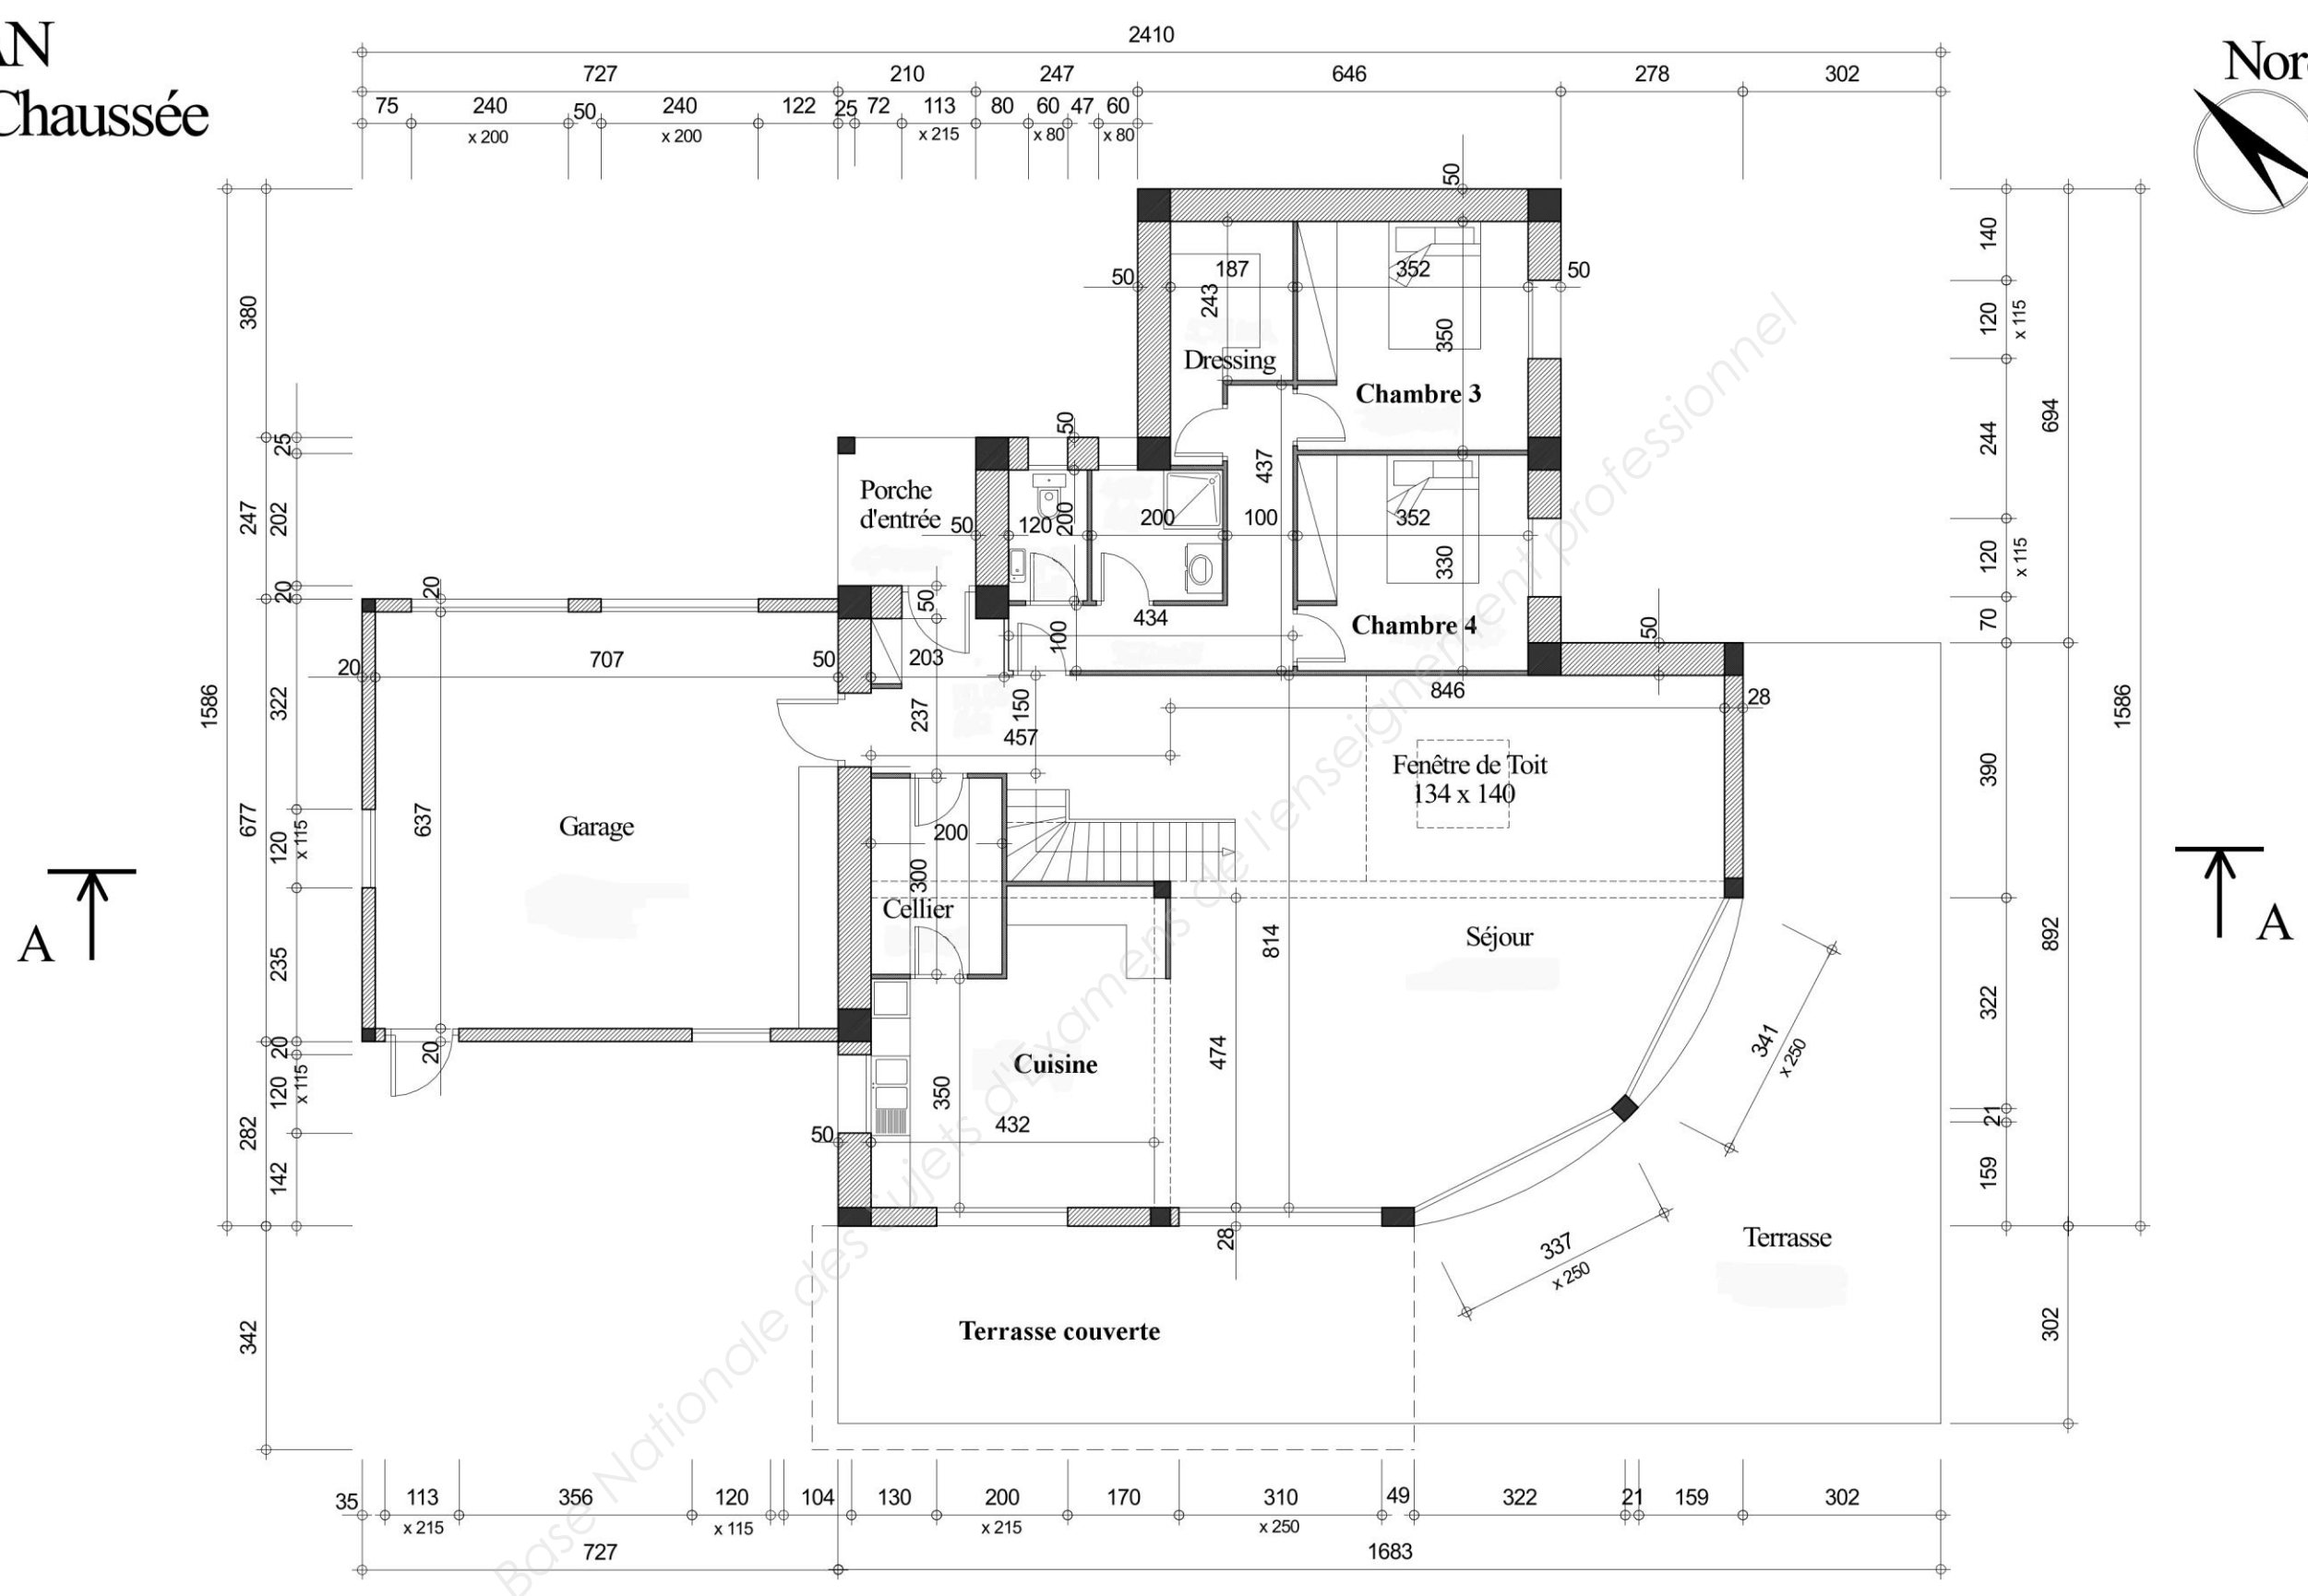 AN
Chaussée
Nor
2410
727 210 247 646 278 302
75 240 50 240 122 25 72 113 80 60 47 60
x 200 x 200 x 215 x 80 x 80
50
140
50 187 352 50
243
120 x 115
380
350
Dressing
Chambre 3
694
50
25
244
437
Porche
d'entrée
247 202
50 120 200 200 100 352
330
120 x 115
20
20
50
434
Chambre 4
70
50
100
20 707 50 203
846
28
322
1586
237
150
457
1586
Fenêtre de Toit
134 x 140
390
677
637
Garage
120 x 115
200
300
Cellier
A
A
Séjour
814
892
235
474
322
341
x 250
20
20
Cuisine
120 x 115
350
432
50
282
21
142
159
28
337
x 250
Terrasse
Terrasse couverte
342
302
35 113 356 120 104 130 200 170 310 49 322 21 159 302
x 215 x 115 x 215 x 250
727 1683
Base Nationale des Sujets d'Examens de l'enseignement professionnel